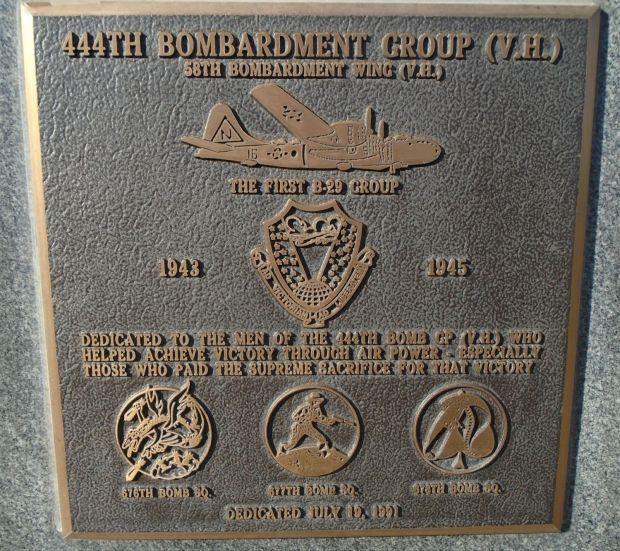 444TH BOMBARDMENT GROUP (V.H.)
58TH BOMBARDMENT WING (V.H.)
N
15
THE FIRST B-29 GROUP
1943 1945
DEDICATED TO THE MEN OF THE 444TH BOMB GP (V.H.) WHO
HELPED ACHIEVE VICTORY THROUGH AIR POWER - ESPECIALLY
THOSE WHO PAID THE SUPREME SACRIFICE FOR THAT VICTORY
676TH BOMB SQ. 677TH BOMB SQ. 678TH BOMB SQ.
DEDICATED JULY 19, 1991